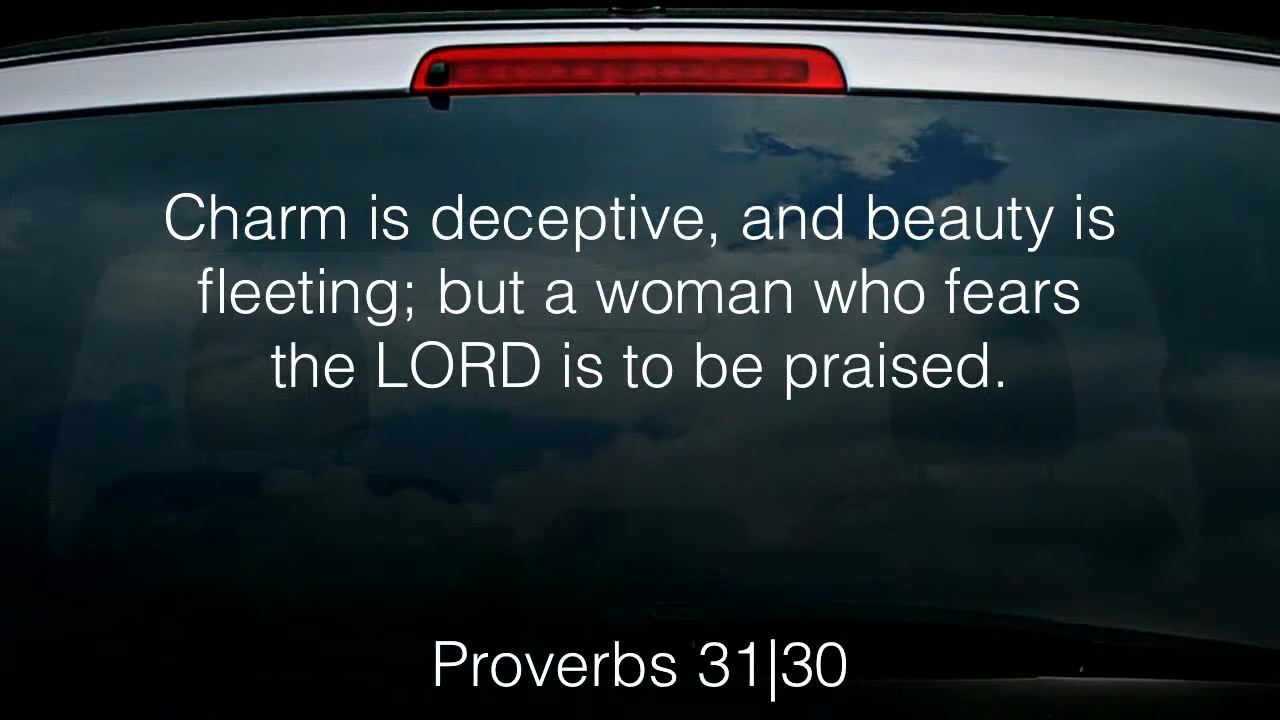 Charm is deceptive, and beauty is
fleeting; but a woman who fears
the LORD is to be praised.
Proverbs 31|30